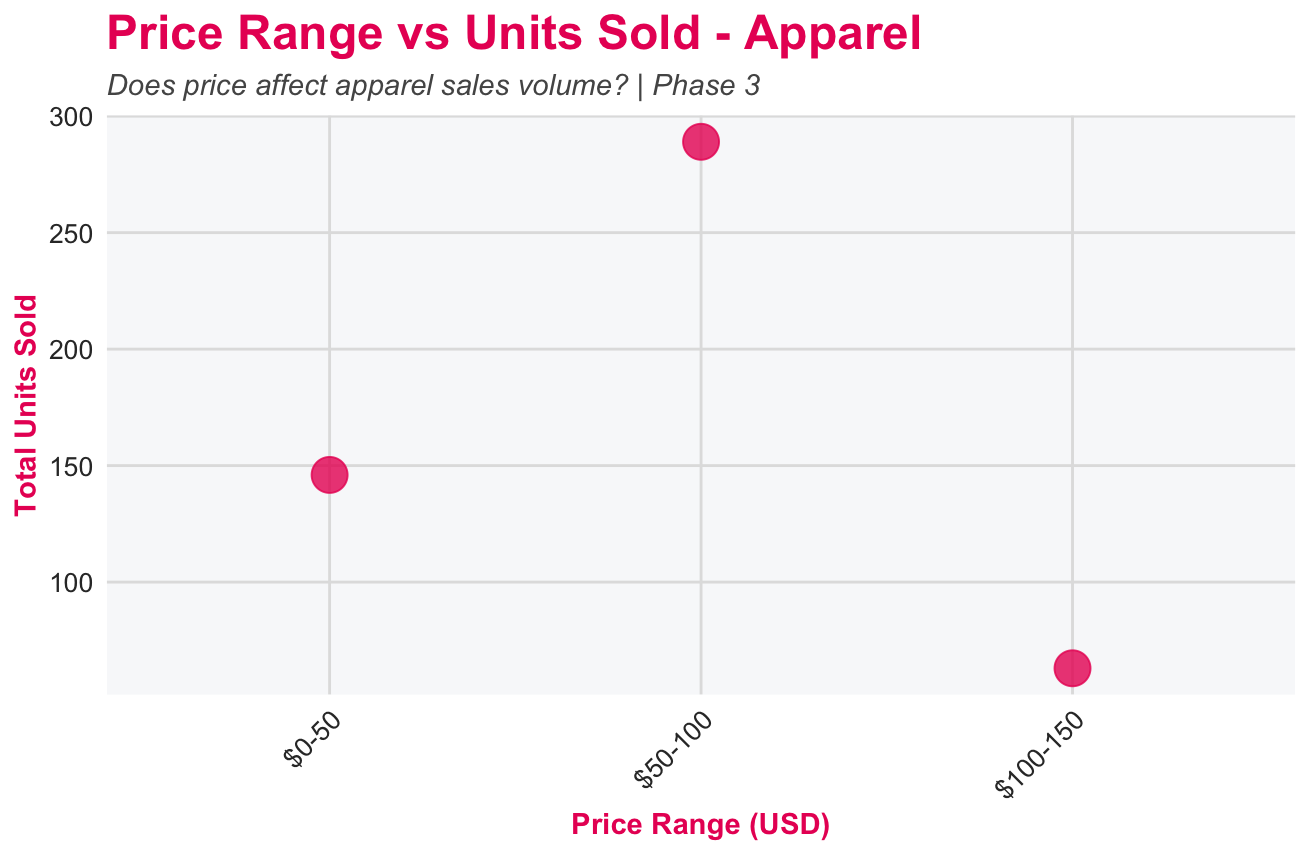 Price Range vs Units Sold - Apparel
Does price affect apparel sales volume? | Phase 3
300
250
200
150
100
Total Units Sold
$0-50
$50-100
$100-150
Price Range (USD)